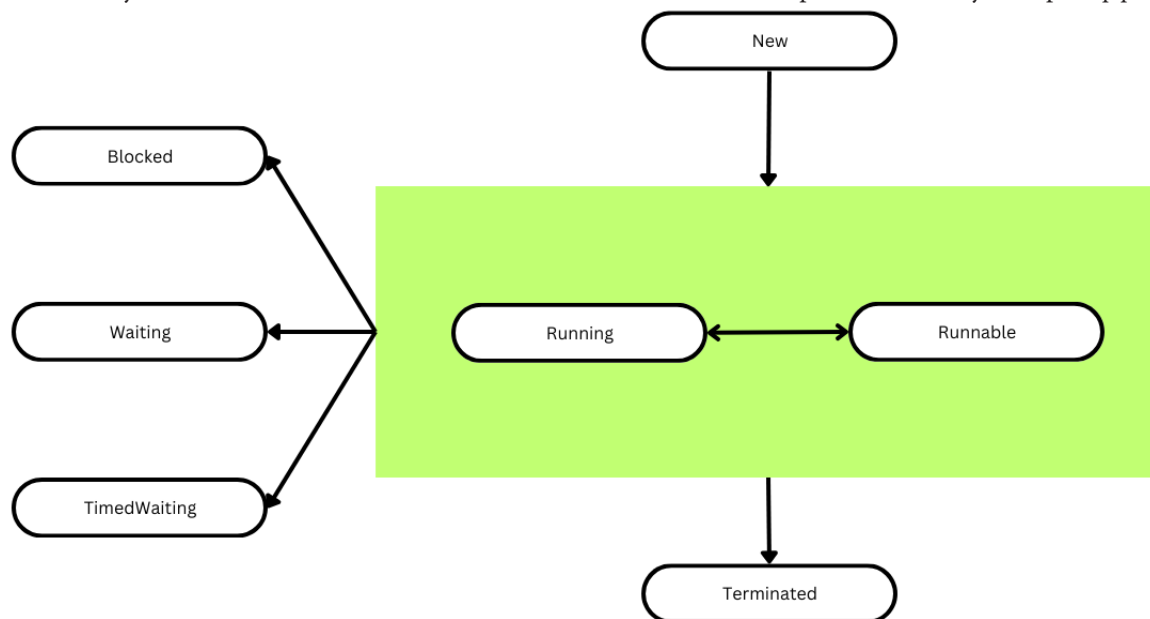 New
Blocked
Waiting
Running
Runnable
TimedWaiting
Terminated